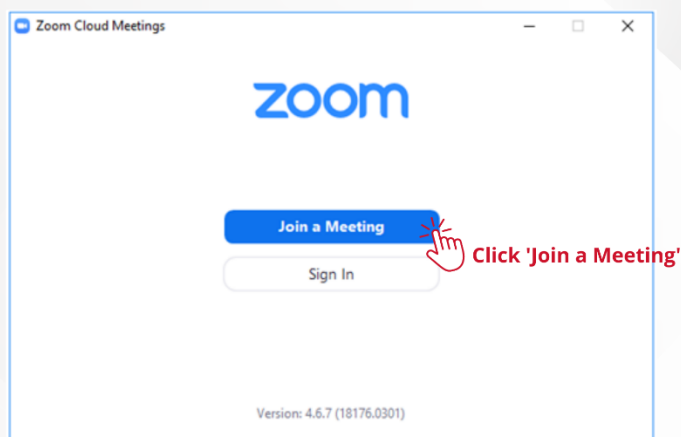 Zoom Cloud Meetings
zoom
Join a Meeting
Click 'Join a Meeting'
Sign In
Version: 4.6.7 (18176.0301)